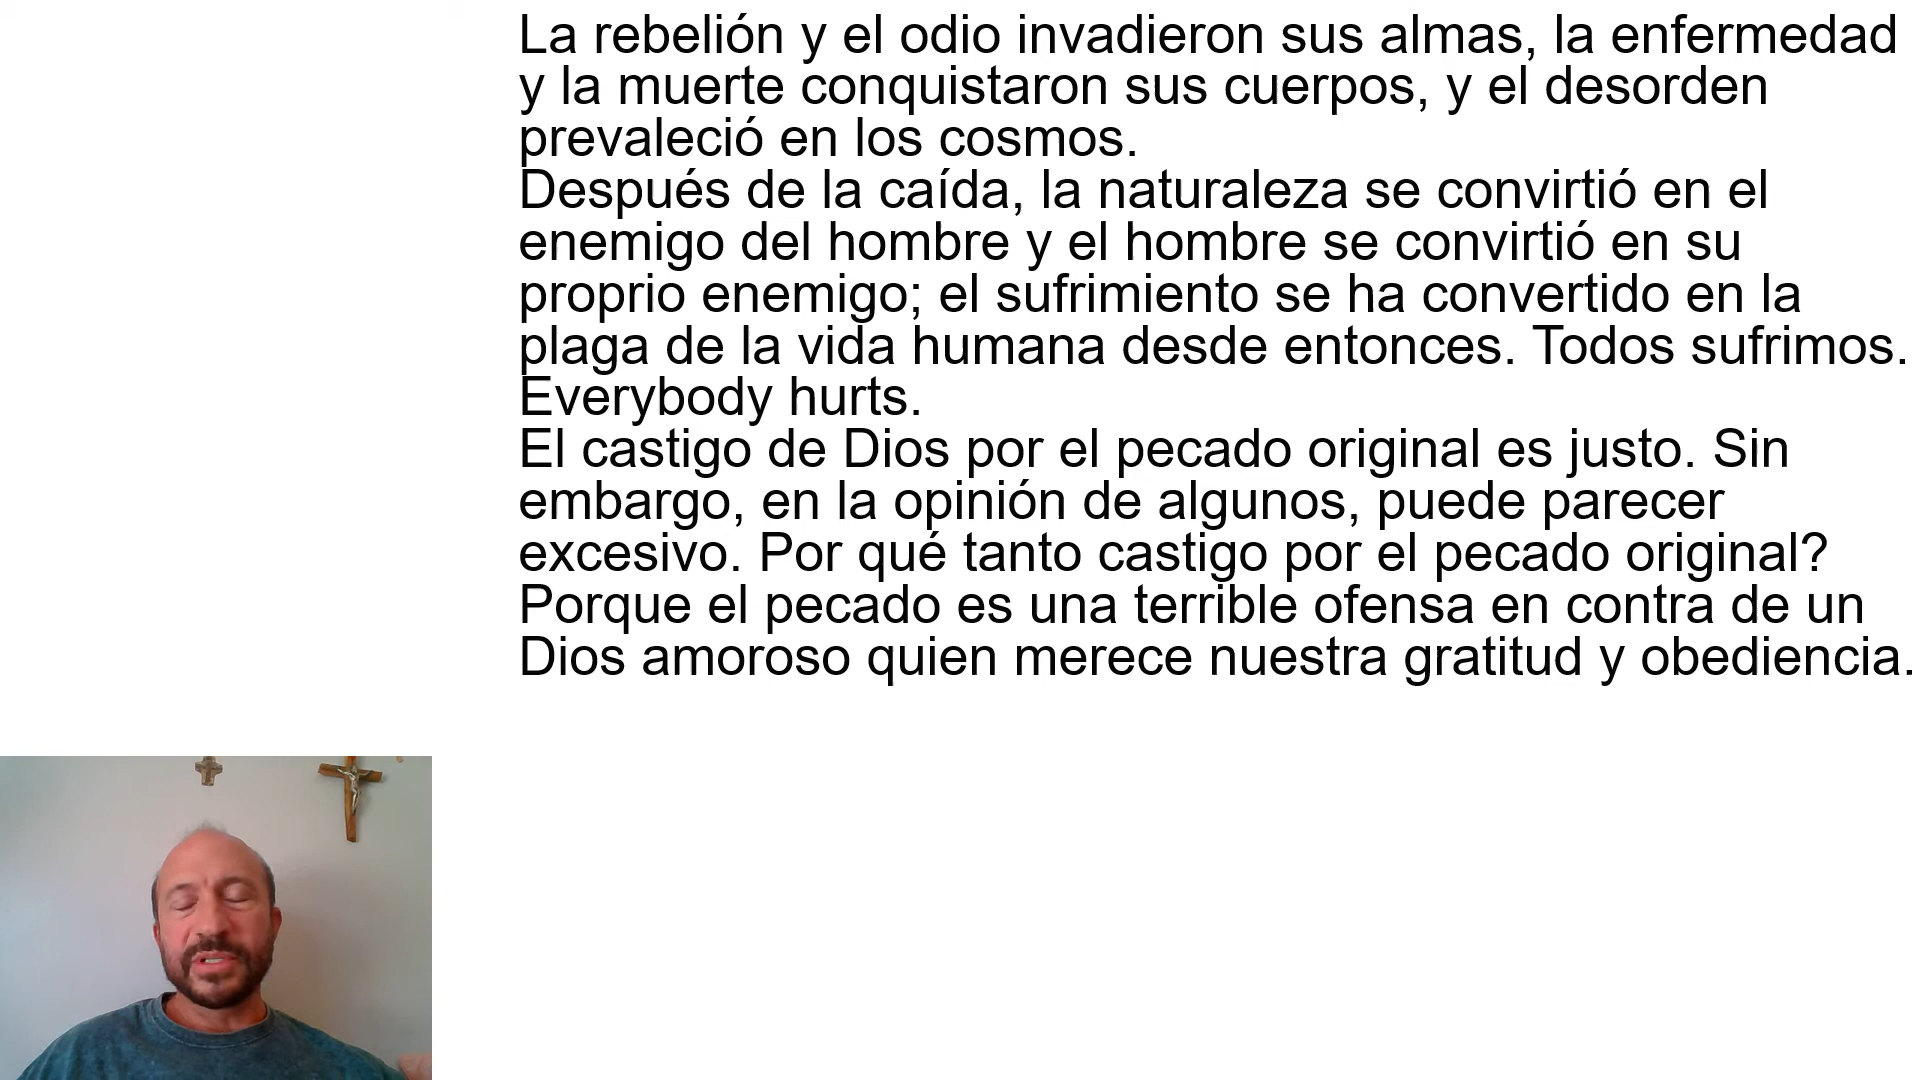 La rebelión y el odio invadieron sus almas, la enfermedad
y la muerte conquistaron sus cuerpos, y el desorden
prevaleció en los cosmos.
Después de la caída, la naturaleza se convirtió en el
enemigo del hombre y el hombre se convirtió en su
proprio enemigo; el sufrimiento se ha convertido en la
plaga de la vida humana desde entonces. Todos sufrimos.
Everybody hurts.
El castigo de Dios por el pecado original es justo. Sin
embargo, en la opinión de algunos, puede parecer
excesivo. Por qué tanto castigo por el pecado original?
Porque el pecado es una terrible ofensa en contra de un
Dios amoroso quien merece nuestra gratitud y obediencia.